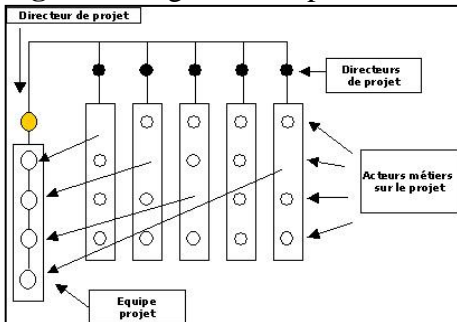 Directeur de projet
Directeurs
de projet
Acteurs métiers
sur le projet
Equipe
projet